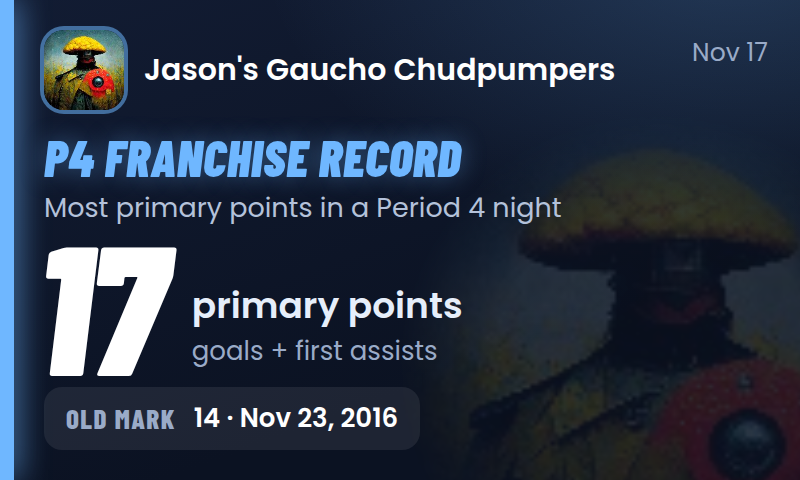 Jason's Gaucho Chudpumpers
Nov 17
P4 FRANCHISE RECORD
Most primary points in a Period 4 night
17
primary points
goals + first assists
OLD MARK 14 · Nov 23, 2016